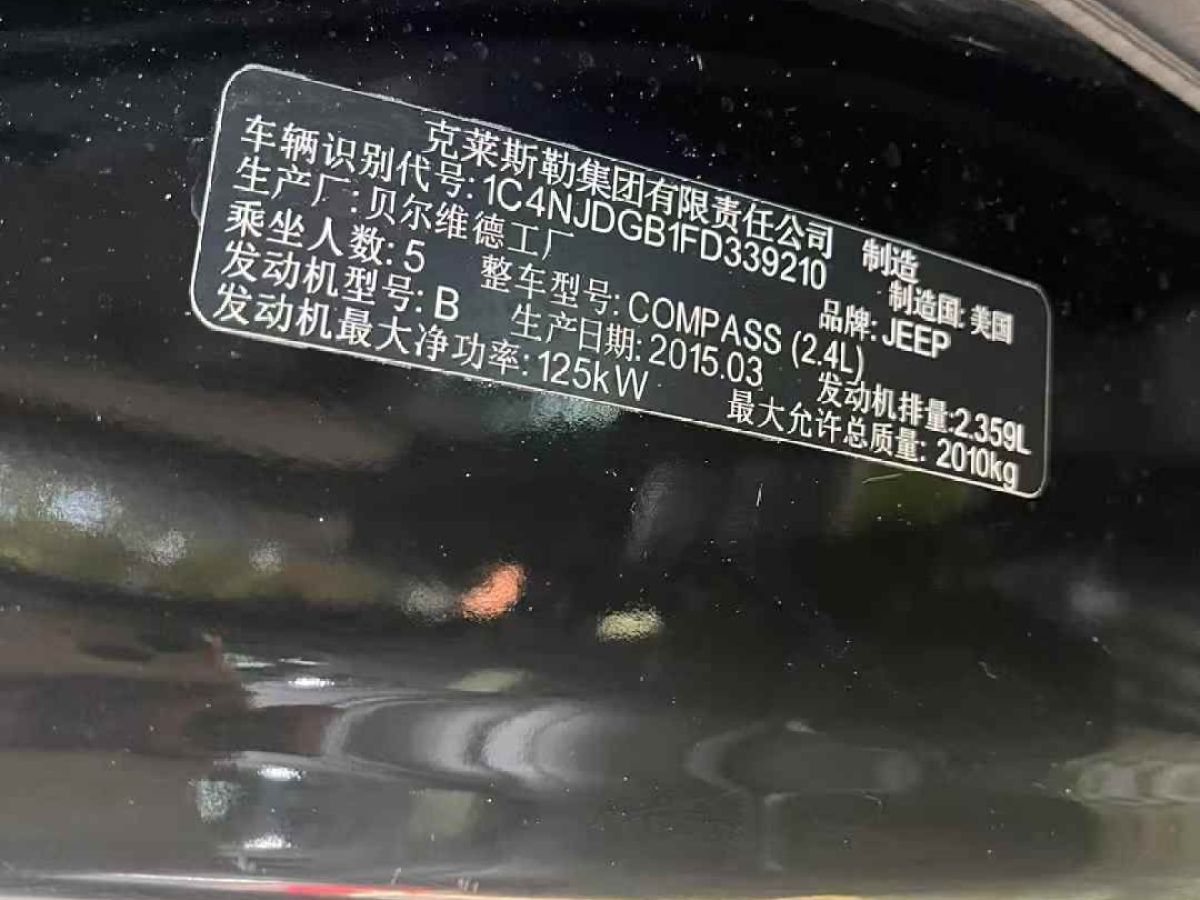 克莱斯勒集团有限责任公司 制造
车辆识别代号: 1C4NJDGB1FD339210 制造国: 美国
生产厂: 贝尔维德工厂 品牌: JEEP
乘坐人数: 5 整车型号: COMPASS (2.4L)
发动机型号: B 生产日期: 2015.03 发动机排量:2.359L
发动机最大净功率: 125kW 最大允许总质量: 2010kg